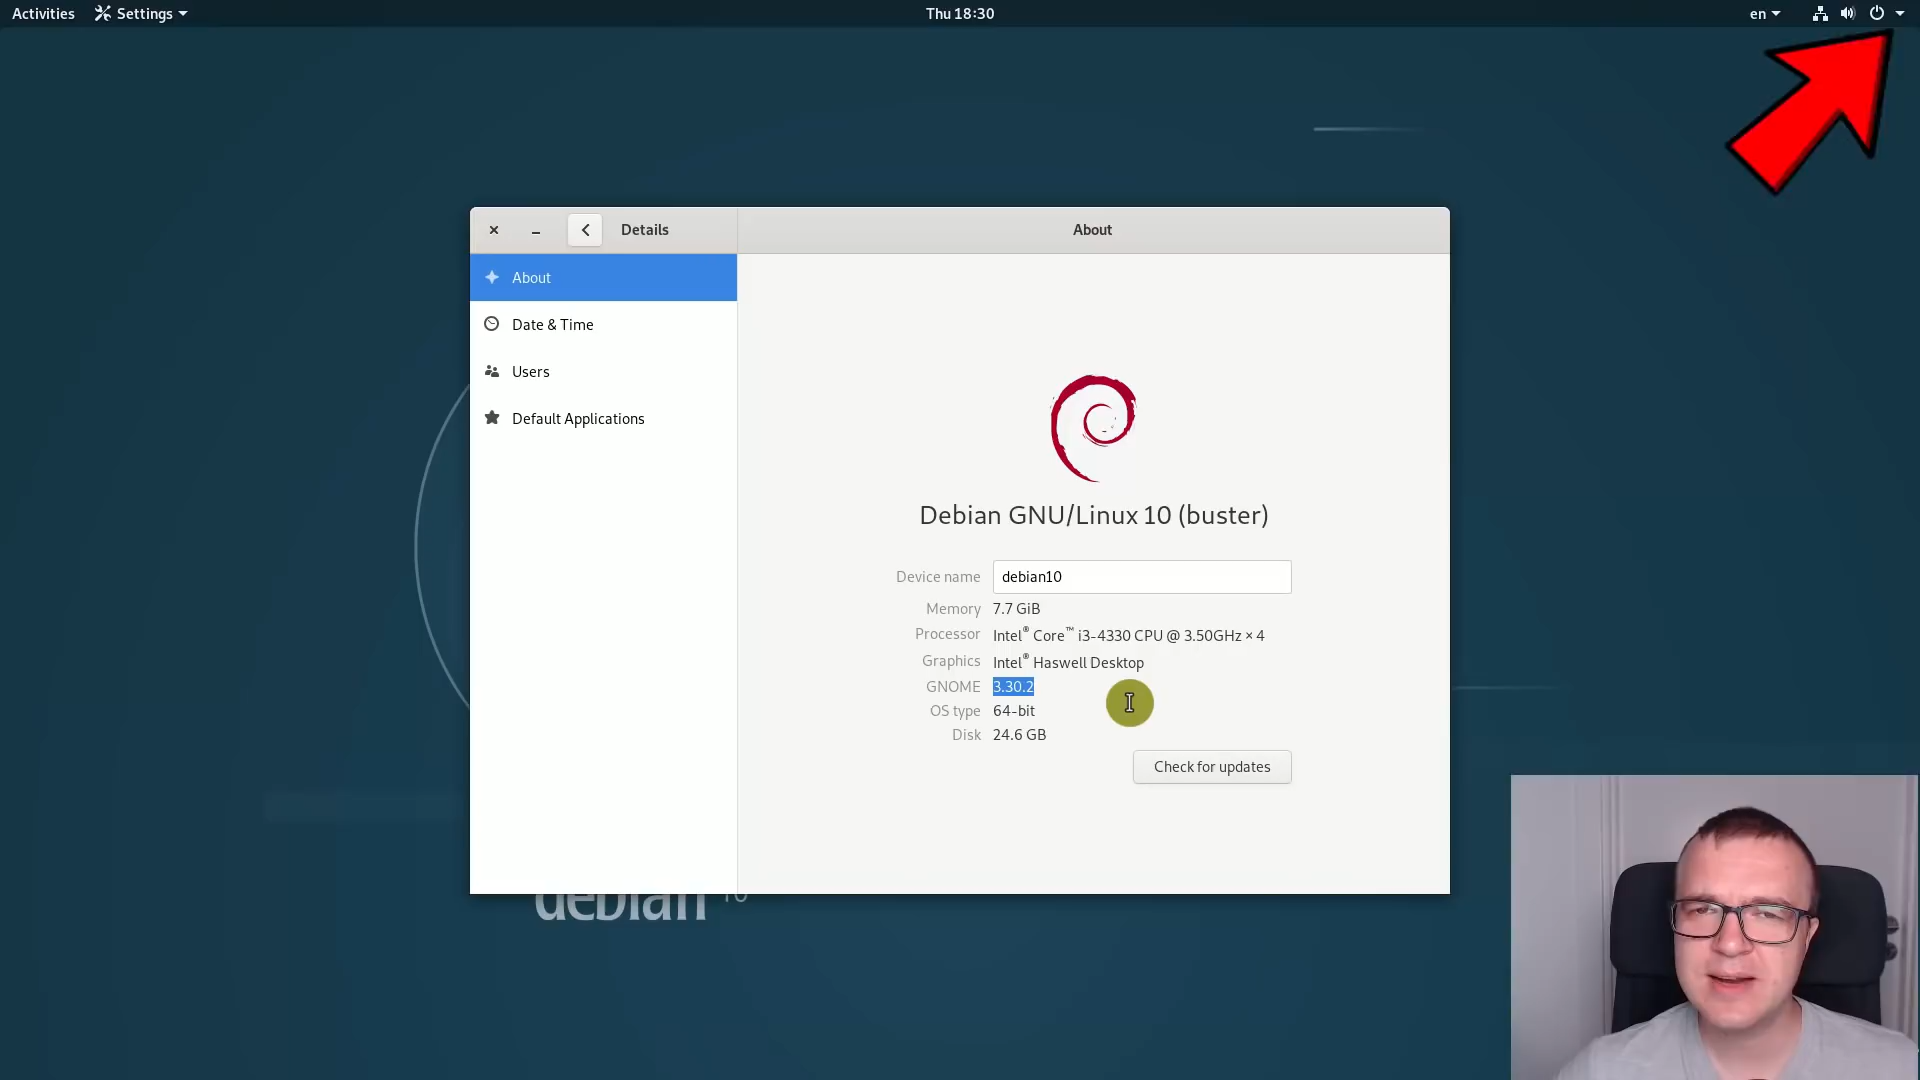 Activities Settings Thu 18:30 en
Details About
About
Date & Time
Users
Default Applications
Debian GNU/Linux 10 (buster)
Device name debian10
Memory 7.7 GiB
Processor Intel® Core™ i3-4330 CPU @ 3.50GHz × 4
Graphics Intel® Haswell Desktop
GNOME 3.30.2
OS type 64-bit
Disk 24.6 GB
Check for updates
debian 10